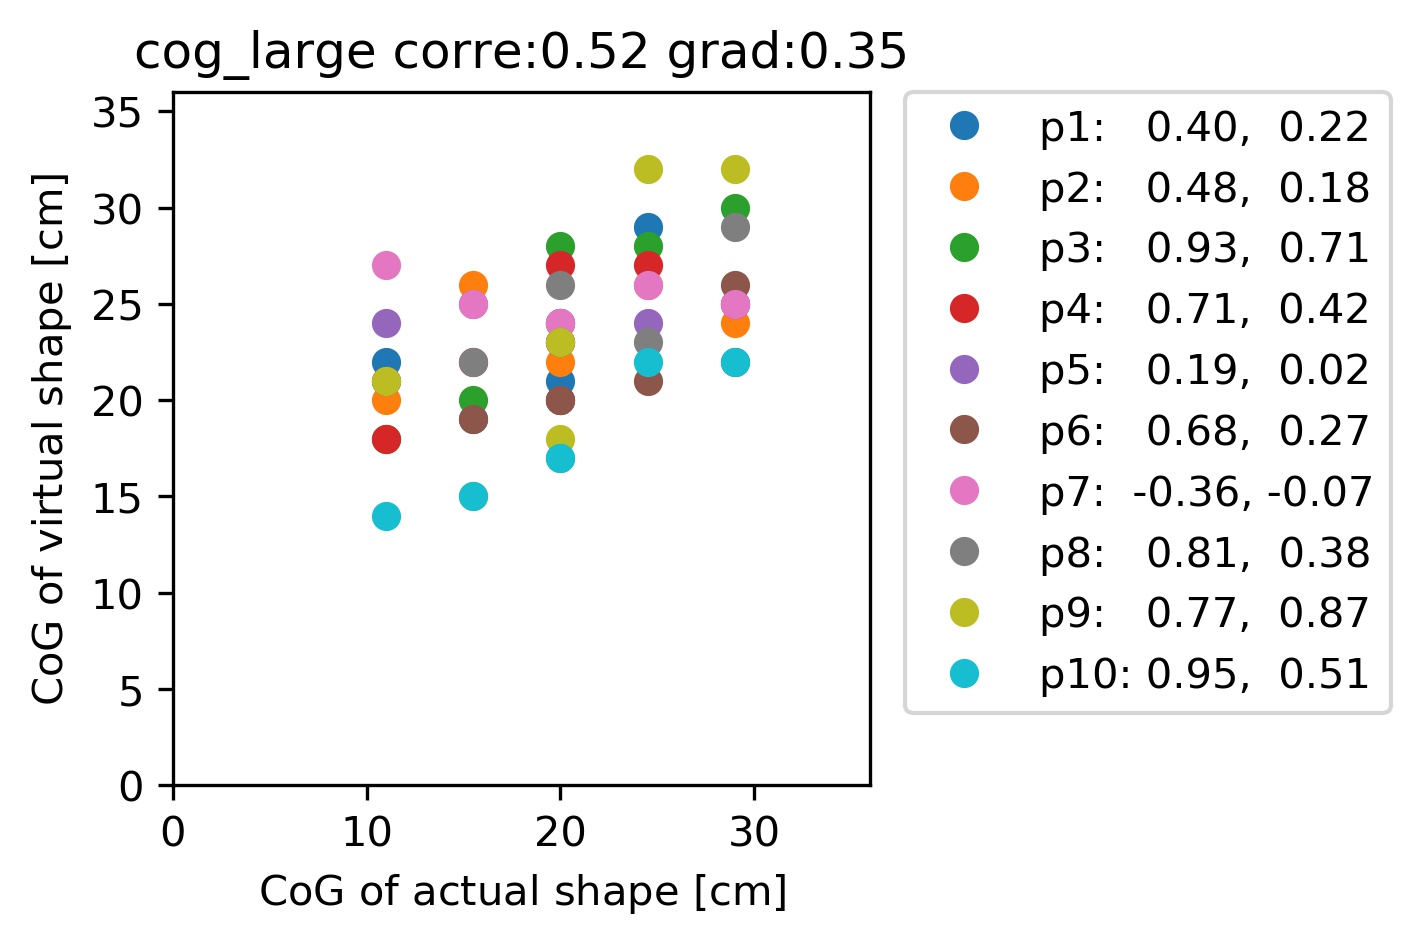 cog_large corre:0.52 grad:0.35
35
30
25
20
15
10
5
0
0 10 20 30
CoG of virtual shape [cm]
CoG of actual shape [cm]
p1: 0.40, 0.22
p2: 0.48, 0.18
p3: 0.93, 0.71
p4: 0.71, 0.42
p5: 0.19, 0.02
p6: 0.68, 0.27
p7: -0.36, -0.07
p8: 0.81, 0.38
p9: 0.77, 0.87
p10: 0.95, 0.51